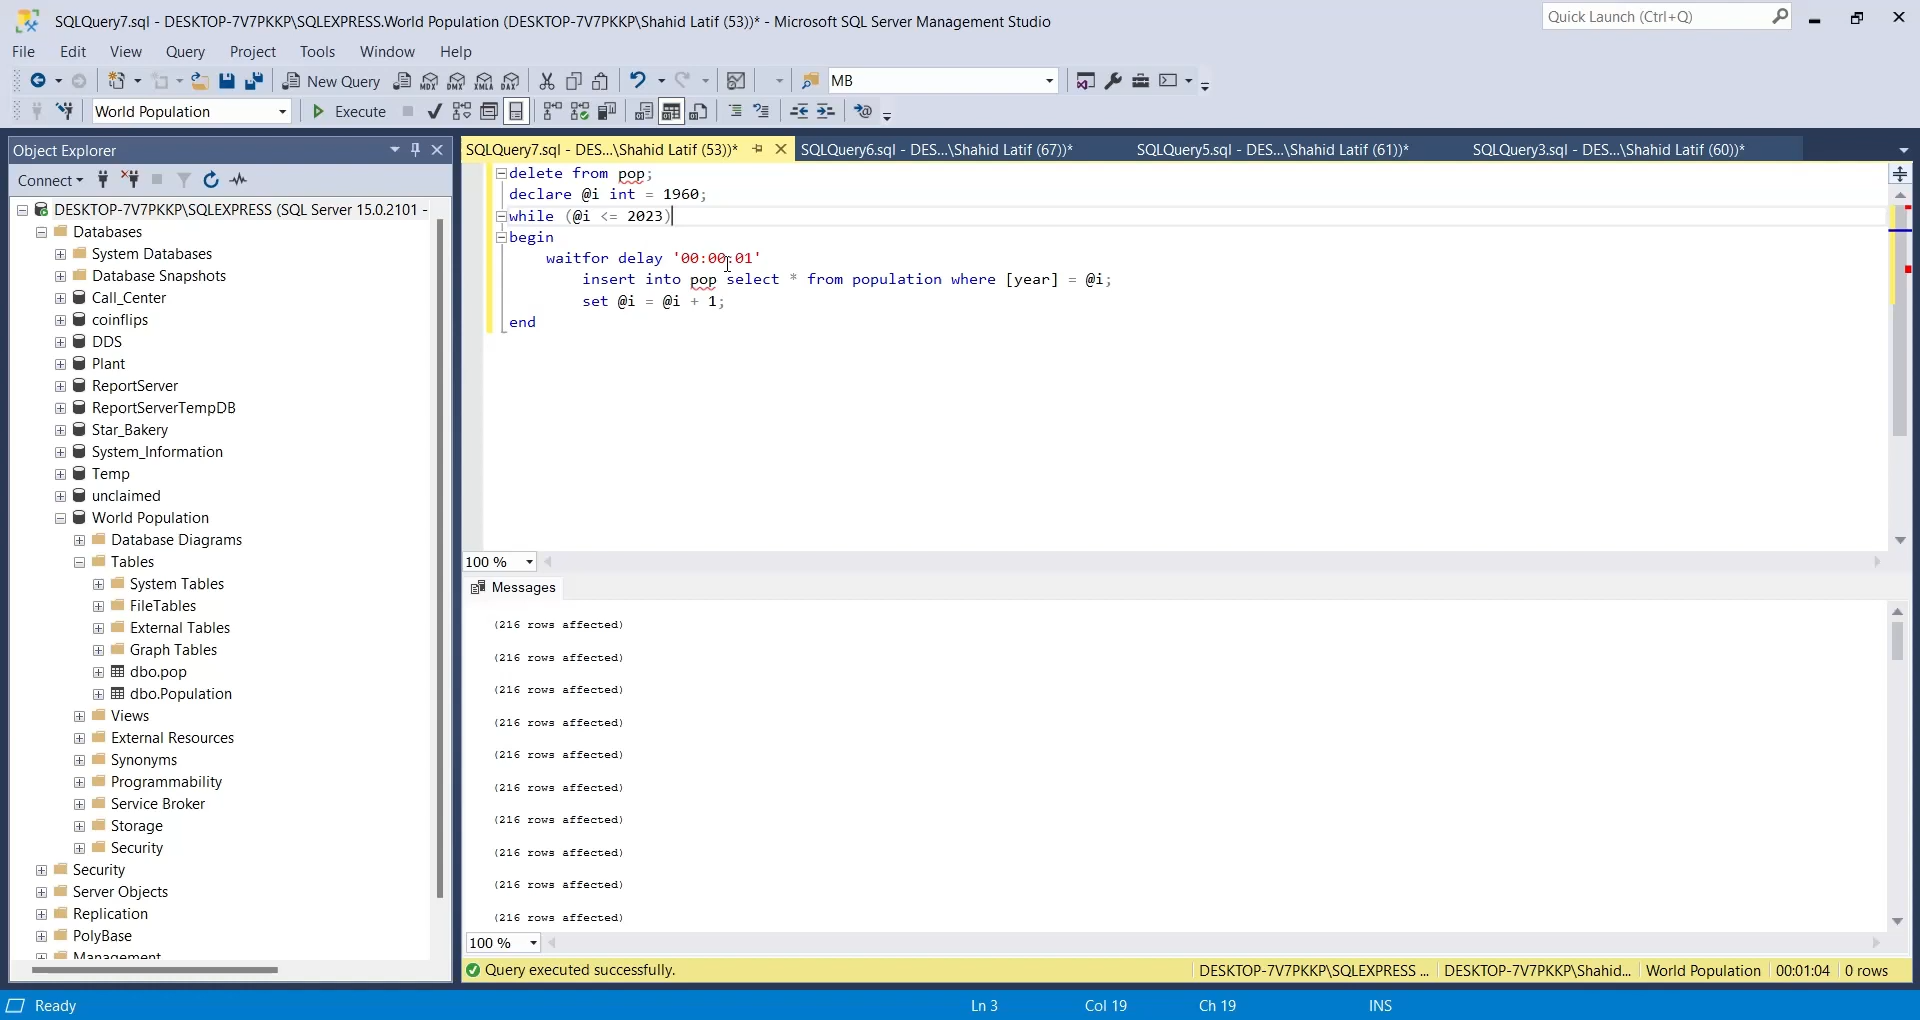 SQLQuery7.sql - DESKTOP-7V7PKKP\SQLEXPRESS.World Population (DESKTOP-7V7PKKP\Shahid Latif (53))* - Microsoft SQL Server Management Studio
Quick Launch (Ctrl+Q)
File Edit View Query Project Tools Window Help
New Query MDX DMX XMLA DAX MB
World Population Execute
Object Explorer
SQLQuery7.sql - DES...\Shahid Latif (53))* SQLQuery6.sql - DES...\Shahid Latif (67))* SQLQuery5.sql - DES...\Shahid Latif (61))* SQLQuery3.sql - DES...\Shahid Latif (60))*
Connect
DESKTOP-7V7PKKP\SQLEXPRESS (SQL Server 15.0.2101 -
Databases
System Databases
Database Snapshots
Call_Center
coinflips
DDS
Plant
ReportServer
ReportServerTempDB
Star_Bakery
System_Information
Temp
unclaimed
World Population
Database Diagrams
Tables
System Tables
FileTables
External Tables
Graph Tables
dbo.pop
dbo.Population
Views
External Resources
Synonyms
Programmability
Service Broker
Storage
Security
Security
Server Objects
Replication
PolyBase
Management
delete from pop;
declare @i int = 1960;
while (@i <= 2023)
begin
waitfor delay '00:00:01'
insert into pop select * from population where [year] = @i;
set @i = @i + 1;
end
100 %
Messages
(216 rows affected)
(216 rows affected)
(216 rows affected)
(216 rows affected)
(216 rows affected)
(216 rows affected)
(216 rows affected)
(216 rows affected)
(216 rows affected)
(216 rows affected)
100 %
Query executed successfully. DESKTOP-7V7PKKP\SQLEXPRESS ... DESKTOP-7V7PKKP\Shahid... World Population 00:01:04 0 rows
Ready Ln 3 Col 19 Ch 19 INS